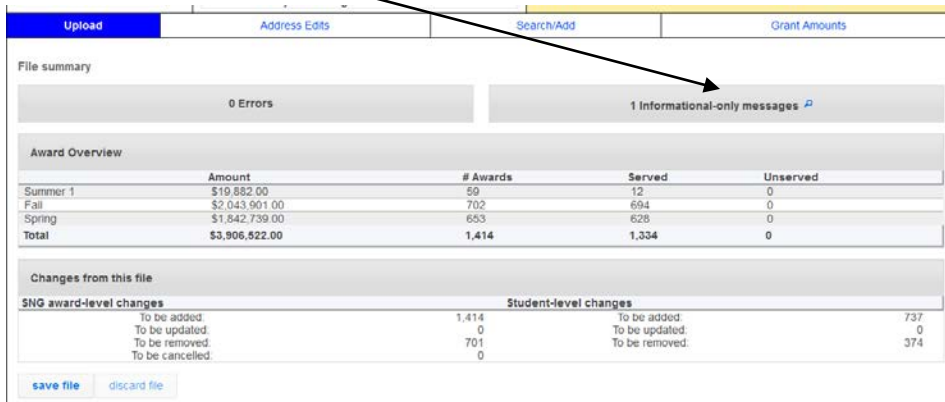 Upload Address Edits Search/Add Grant Amounts
File summary
0 Errors 1 Informational-only messages
Award Overview
Amount # Awards Served Unserved
Summer 1 $19,882.00 59 12 0
Fall $2,043,901.00 702 694 0
Spring $1,842,739.00 653 628 0
Total $3,906,522.00 1,414 1,334 0
Changes from this file
SNG award-level changes Student-level changes
To be added: 1,414 To be added: 737
To be updated: 0 To be updated: 0
To be removed: 701 To be removed: 374
To be cancelled: 0
save file discard file